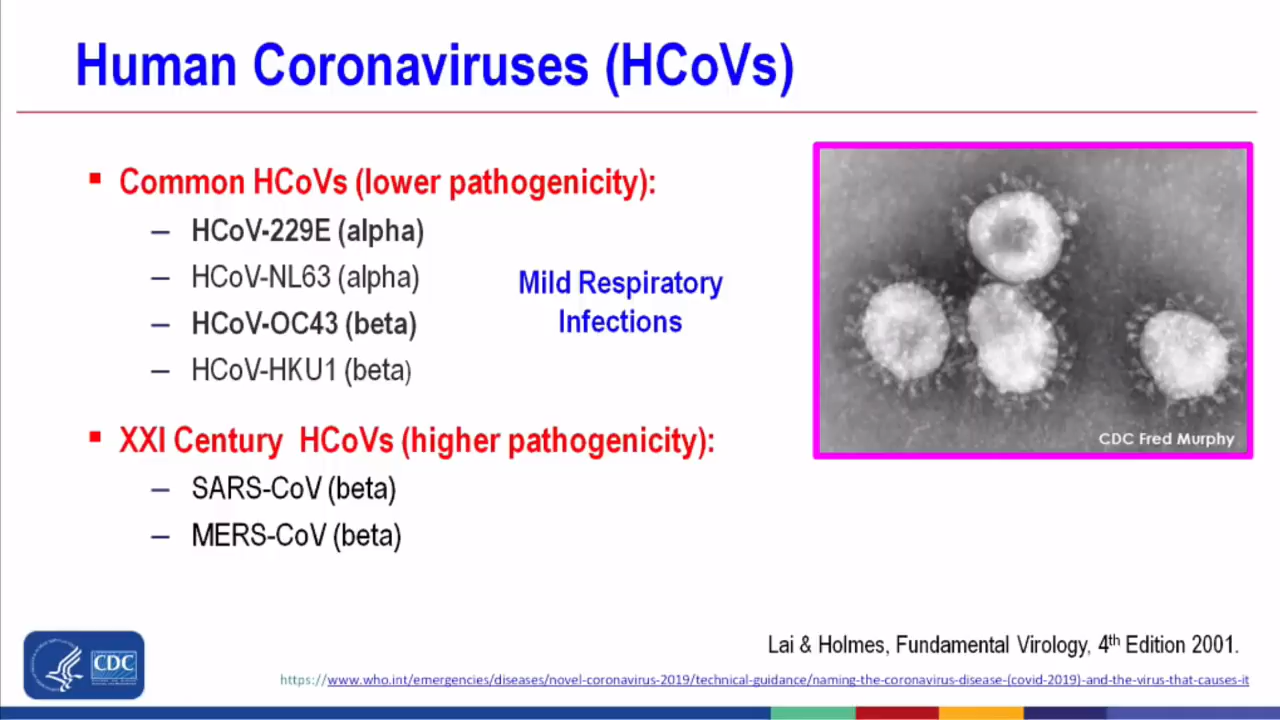 Human Coronaviruses (HCoVs)
▪ Common HCoVs (lower pathogenicity):
– HCoV-229E (alpha)
– HCoV-NL63 (alpha)
– HCoV-OC43 (beta)
– HCoV-HKU1 (beta)
Mild Respiratory
Infections
▪ XXI Century HCoVs (higher pathogenicity):
– SARS-CoV (beta)
– MERS-CoV (beta)
CDC Fred Murphy
CDC
Lai & Holmes, Fundamental Virology, 4th Edition 2001.
https://www.who.int/emergencies/diseases/novel-coronavirus-2019/technical-guidance/naming-the-coronavirus-disease-(covid-2019)-and-the-virus-that-causes-it